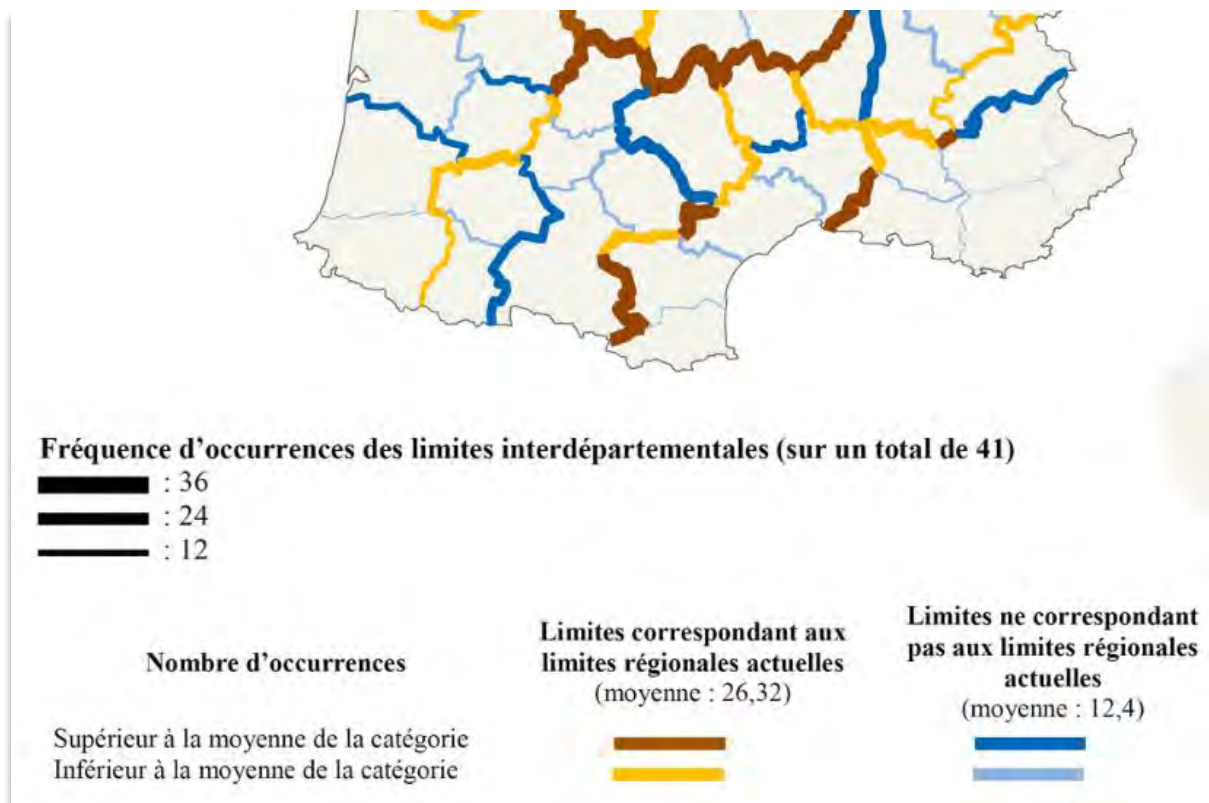 Fréquence d'occurrences des limites interdépartementales (sur un total de 41)
: 36
: 24
: 12
Nombre d'occurrences
Limites correspondant aux
limites régionales actuelles
(moyenne : 26,32)
Limites ne correspondant
pas aux limites régionales
actuelles
(moyenne : 12,4)
Supérieur à la moyenne de la catégorie
Inférieur à la moyenne de la catégorie